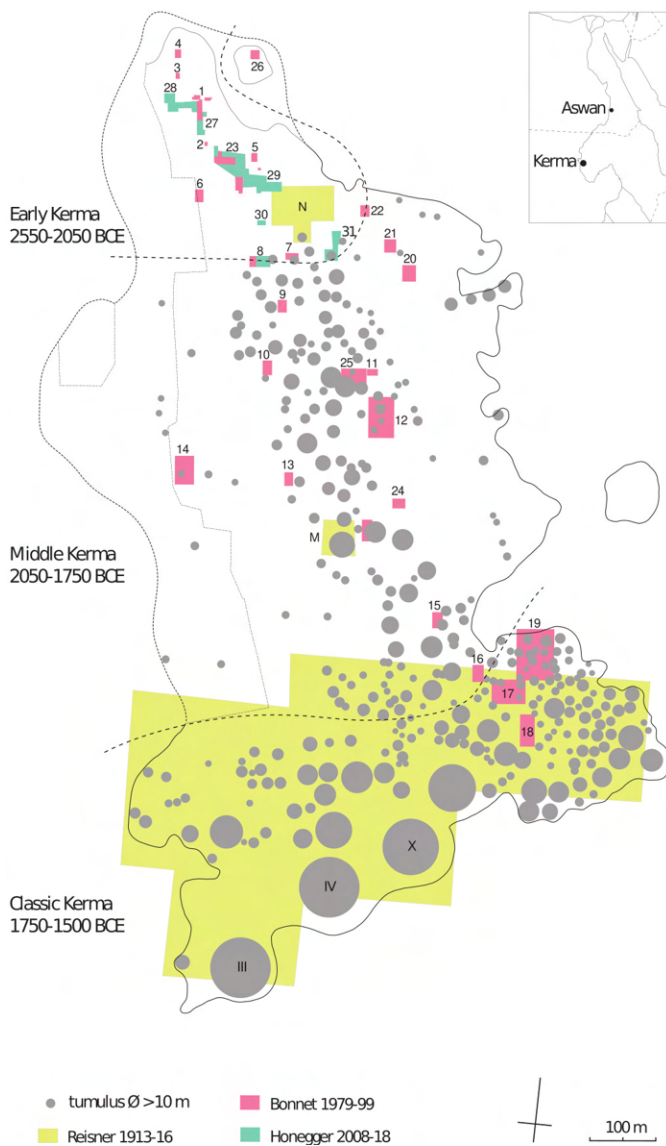 4
26
3
28
1
27
2
23
5
29
6
N
22
30
31
21
8
7
20
Early Kerma
2550-2050 BCE
9
10
25
11
12
14
13
24
M
Middle Kerma
2050-1750 BCE
15
19
16
17
18
X
IV
Classic Kerma
1750-1500 BCE
III
Aswan
Kerma
tumulus Ø >10 m
Bonnet 1979-99
Reisner 1913-16
Honegger 2008-18
100 m